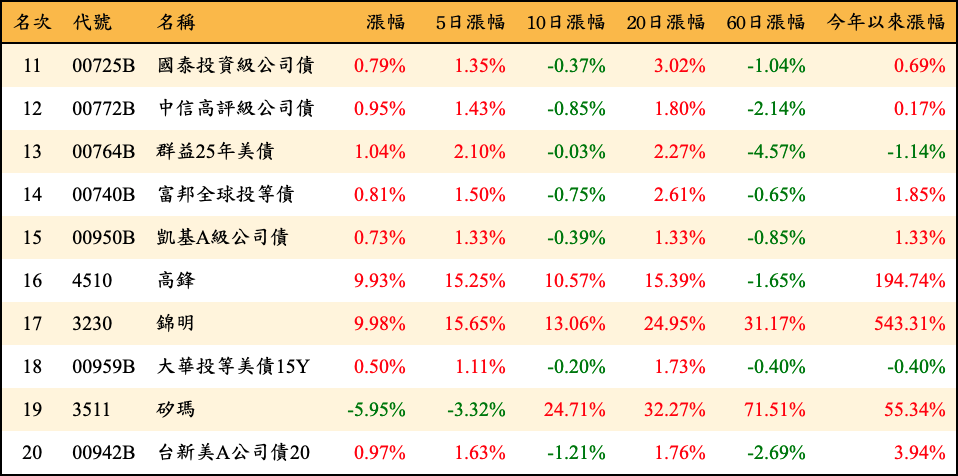 名次 代號 名稱 漲幅 5日漲幅 10日漲幅 20日漲幅 60日漲幅 今年以來漲幅
11 00725B 國泰投資級公司債 0.79% 1.35% -0.37% 3.02% -1.04% 0.69%
12 00772B 中信高評級公司債 0.95% 1.43% -0.85% 1.80% -2.14% 0.17%
13 00764B 群益25年美債 1.04% 2.10% -0.03% 2.27% -4.57% -1.14%
14 00740B 富邦全球投等債 0.81% 1.50% -0.75% 2.61% -0.65% 1.85%
15 00950B 凱基A級公司債 0.73% 1.33% -0.39% 1.33% -0.85% 1.33%
16 4510 高鋒 9.93% 15.25% 10.57% 15.39% -1.65% 194.74%
17 3230 錦明 9.98% 15.65% 13.06% 24.95% 31.17% 543.31%
18 00959B 大華投等美債15Y 0.50% 1.11% -0.20% 1.73% -0.40% -0.40%
19 3511 矽瑪 -5.95% -3.32% 24.71% 32.27% 71.51% 55.34%
20 00942B 台新美A公司債20 0.97% 1.63% -1.21% 1.76% -2.69% 3.94%